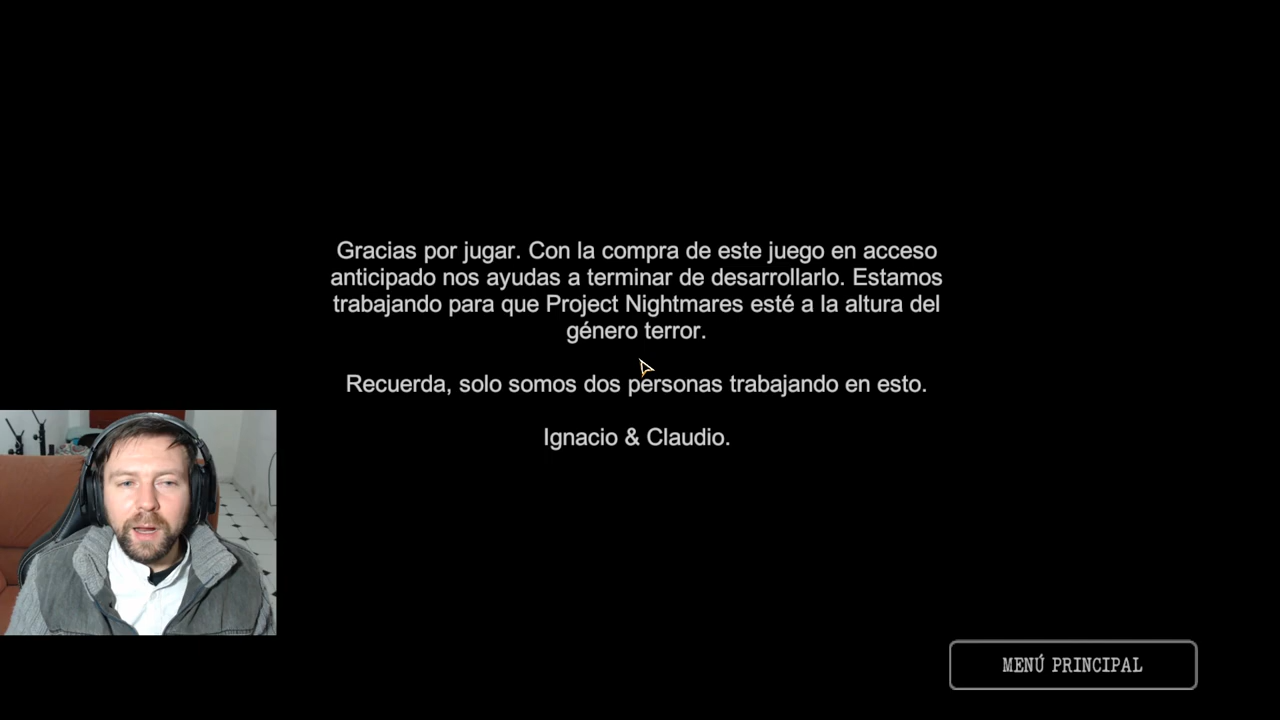 Gracias por jugar. Con la compra de este juego en acceso
anticipado nos ayudas a terminar de desarrollarlo. Estamos
trabajando para que Project Nightmares esté a la altura del
género terror.
Recuerda, solo somos dos personas trabajando en esto.
Ignacio & Claudio.
MENÚ PRINCIPAL